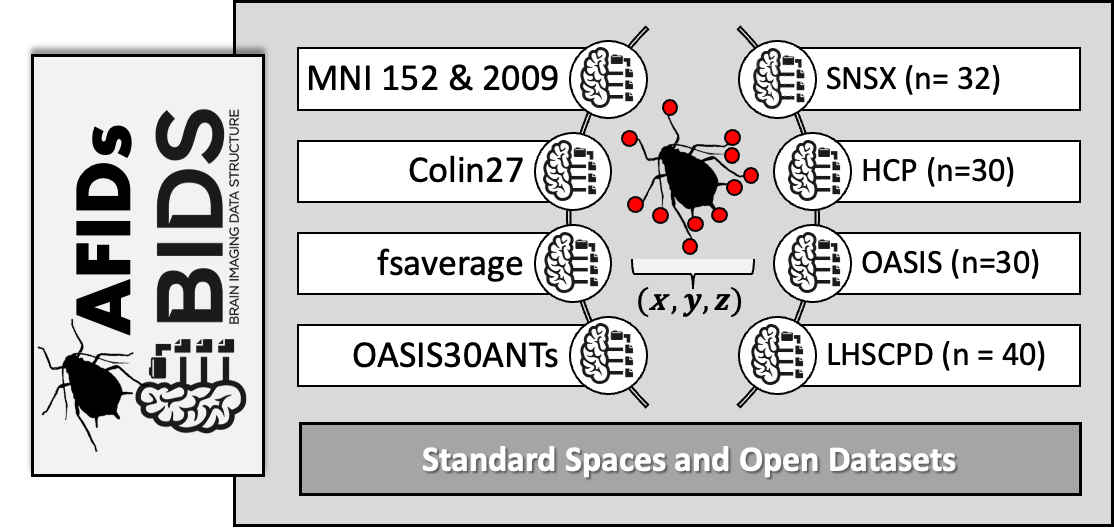 AFIDs
BIDS
BRAIN IMAGING DATA STRUCTURE
MNI 152 & 2009
Colin27
fsaverage
OASIS30ANTs
(x, y, z)
SNSX (n= 32)
HCP (n=30)
OASIS (n=30)
LHSCPD (n = 40)
Standard Spaces and Open Datasets